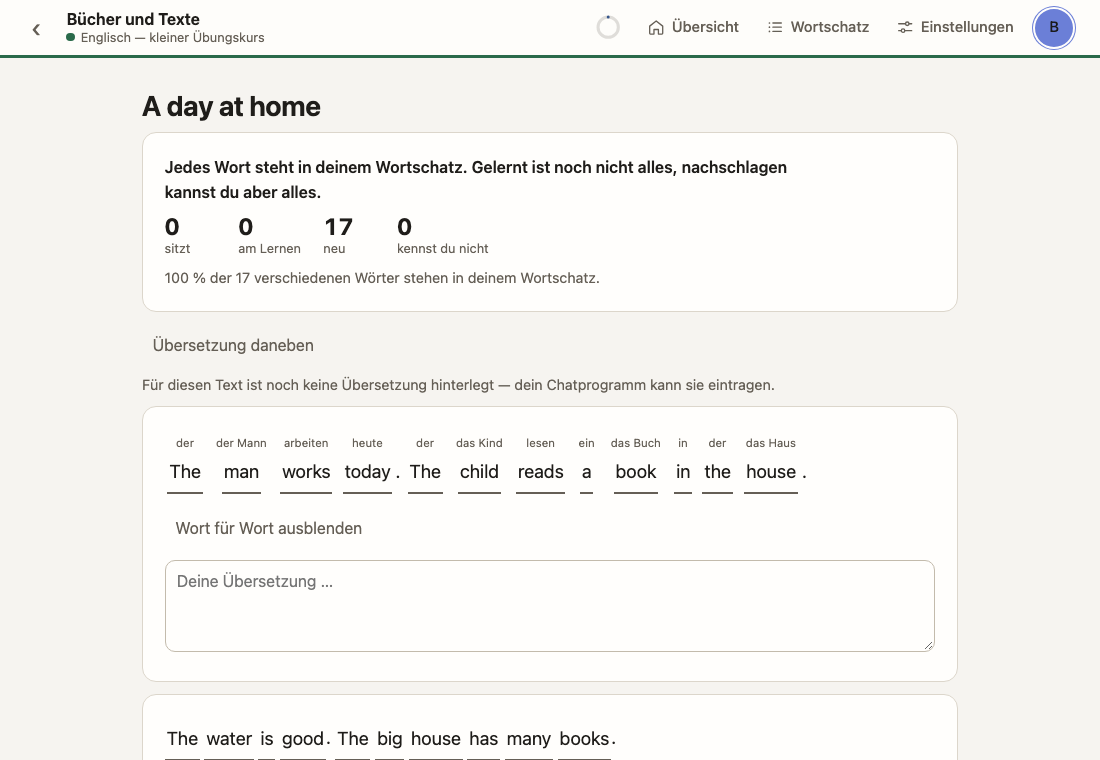 Bücher und Texte
Englisch — kleiner Übungskurs
Übersicht
Wortschatz
Einstellungen
B
A day at home
Jedes Wort steht in deinem Wortschatz. Gelernt ist noch nicht alles, nachschlagen
kannst du aber alles.
0 0 17 0
sitzt am Lernen neu kennst du nicht
100 % der 17 verschiedenen Wörter stehen in deinem Wortschatz.
Übersetzung daneben
Für diesen Text ist noch keine Übersetzung hinterlegt — dein Chatprogramm kann sie eintragen.
der der Mann arbeiten heute der das Kind lesen ein das Buch in der das Haus
The man works today. The child reads a book in the house.
Wort für Wort ausblenden
Deine Übersetzung ...
The water is good. The big house has many books.